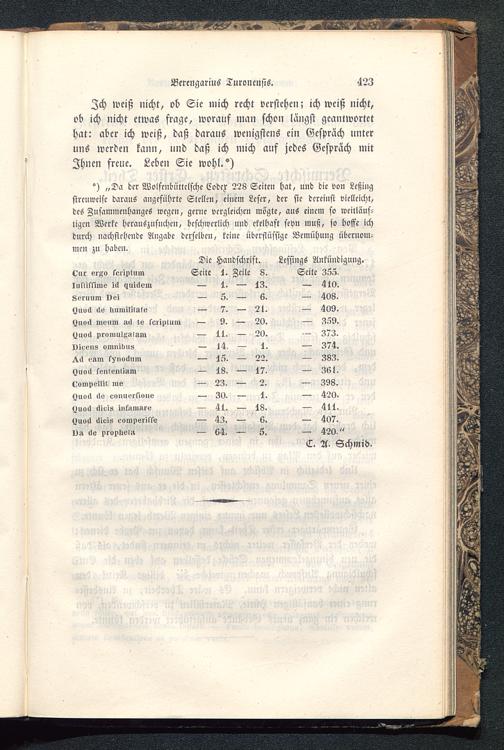 Berengarius Turonensis. 423
Ich weiß nicht, ob Sie mich recht verstehen; ich weiß nicht,
ob ich nicht etwas frage, worauf man schon längst geantwortet
hat: aber ich weiß, daß daraus wenigstens ein Gespräch unter
uns werden kann, und daß ich mich auf jedes Gespräch mit
Ihnen freue. Leben Sie wohl.*)
*) „Da der Wolfenbüttelsche Codex 228 Seiten hat, und die von Leßing
streuweise daraus angeführte Stellen, einem Leser, der sie dereinst vielleicht,
des Zusammenhanges wegen, gerne vergleichen mögte, aus einem so weitläuf-
tigen Werke herauszusuchen, beschwerlich und ekelhaft seyn muß, so hoffe ich
durch nachstehende Angabe derselben, keine überflüssige Bemühung übernom-
men zu haben.
Die Handschrift. Lessings Ankündigung.
Cur ergo scriptum Seite 1. Zeile 8. Seite 355.
Iustissime id quidem — 1. — 13. — 410.
Seruum Dei — 5. — 6. — 408.
Quod de humilitate — 7. — 21. — 409.
Quod meum ad te scriptum — 9. — 20. — 359.
Quod promulgatam — 11. — 20. — 373.
Dicens omnibus — 14. — 1. — 374.
Ad eam synodum — 15. — 22. — 383.
Quod sententiam — 18. — 17. — 361.
Compellit me — 23. — 2. — 398.
Quod de conuersione — 30. — 1. — 420.
Quod dicis infamare — 41. — 18. — 411.
Quod dicis comperisse — 43. — 6. — 407.
Da de propheta — 64. — 5. — 420.“
C. A. Schmid.